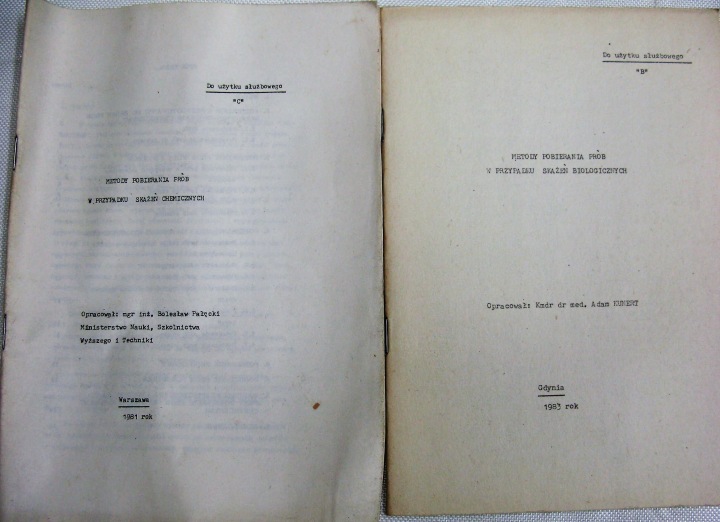 Do użytku służbowego
"C"
METODY POBIERANIA PRÓB
W PRZYPADKU SKAŻEŃ CHEMICZNYCH
Opracował: mgr inż. Bolesław Pałęcki
Ministerstwo Nauki, Szkolnictwa
Wyższego i Techniki
Warszawa
1981 rok
Do użytku służbowego
"B"
METODY POBIERANIA PRÓB
W PRZYPADKU SKAŻEŃ BIOLOGICZNYCH
Opracował: Kmdr dr med. Adam KUNERT
Gdynia
1983 rok